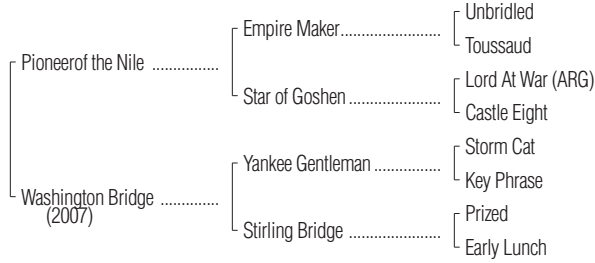 Unbridled
Empire Maker.....................
Toussaud
Pioneerof the Nile ................
Lord At War (ARG)
Star of Goshen ......................
Castle Eight
Storm Cat
Yankee Gentleman ................
Key Phrase
Washington Bridge ..............
(2007)
Prized
Stirling Bridge ......................
Early Lunch